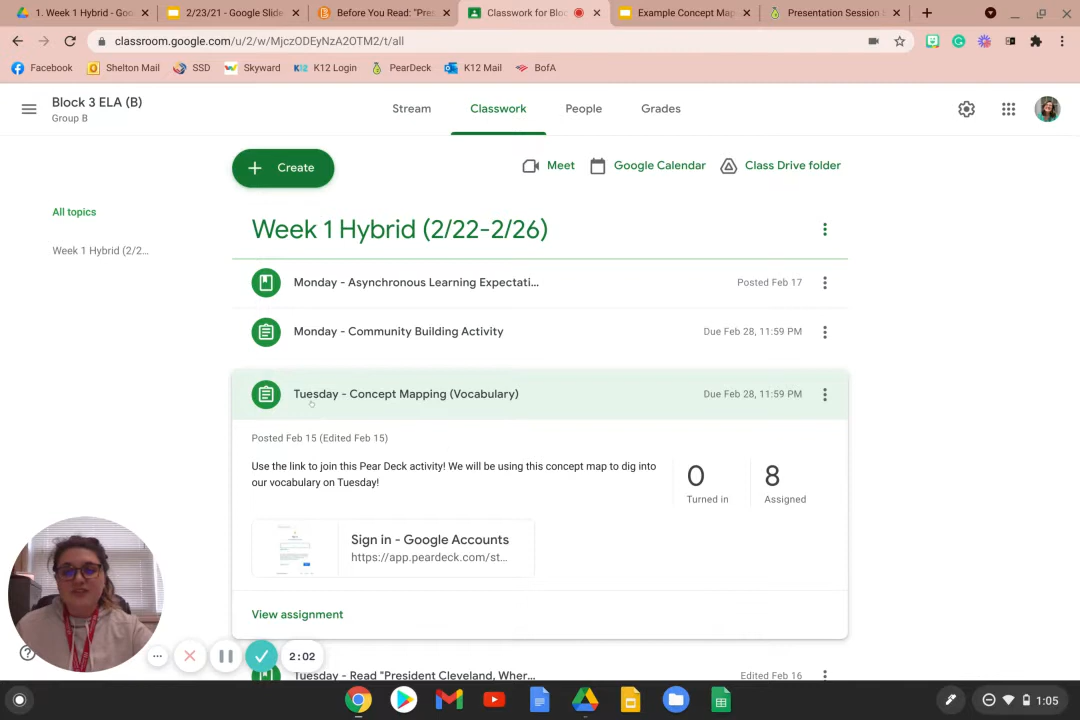 1. Week 1 Hybrid - Goo
2/23/21 - Google Slide
Before You Read: "Pres
Classwork for Bloc
Example Concept Map
Presentation Session b
classroom.google.com/u/2/w/MjczODEyNzA2OTM2/t/all
Facebook
Shelton Mail
SSD
Skyward
K12 Login
PearDeck
K12 Mail
BofA
Block 3 ELA (B)
Group B
Stream
Classwork
People
Grades
Create
Meet
Google Calendar
Class Drive folder
All topics
Week 1 Hybrid (2/2...
Week 1 Hybrid (2/22-2/26)
Monday - Asynchronous Learning Expectati...
Posted Feb 17
Monday - Community Building Activity
Due Feb 28, 11:59 PM
Tuesday - Concept Mapping (Vocabulary)
Due Feb 28, 11:59 PM
Posted Feb 15 (Edited Feb 15)
Use the link to join this Pear Deck activity! We will be using this concept map to dig into
our vocabulary on Tuesday!
0
Turned in
8
Assigned
Sign in - Google Accounts
https://app.peardeck.com/st...
View assignment
2:02
Tuesday - Read "President Cleveland, Wher...
Edited Feb 16
1:05